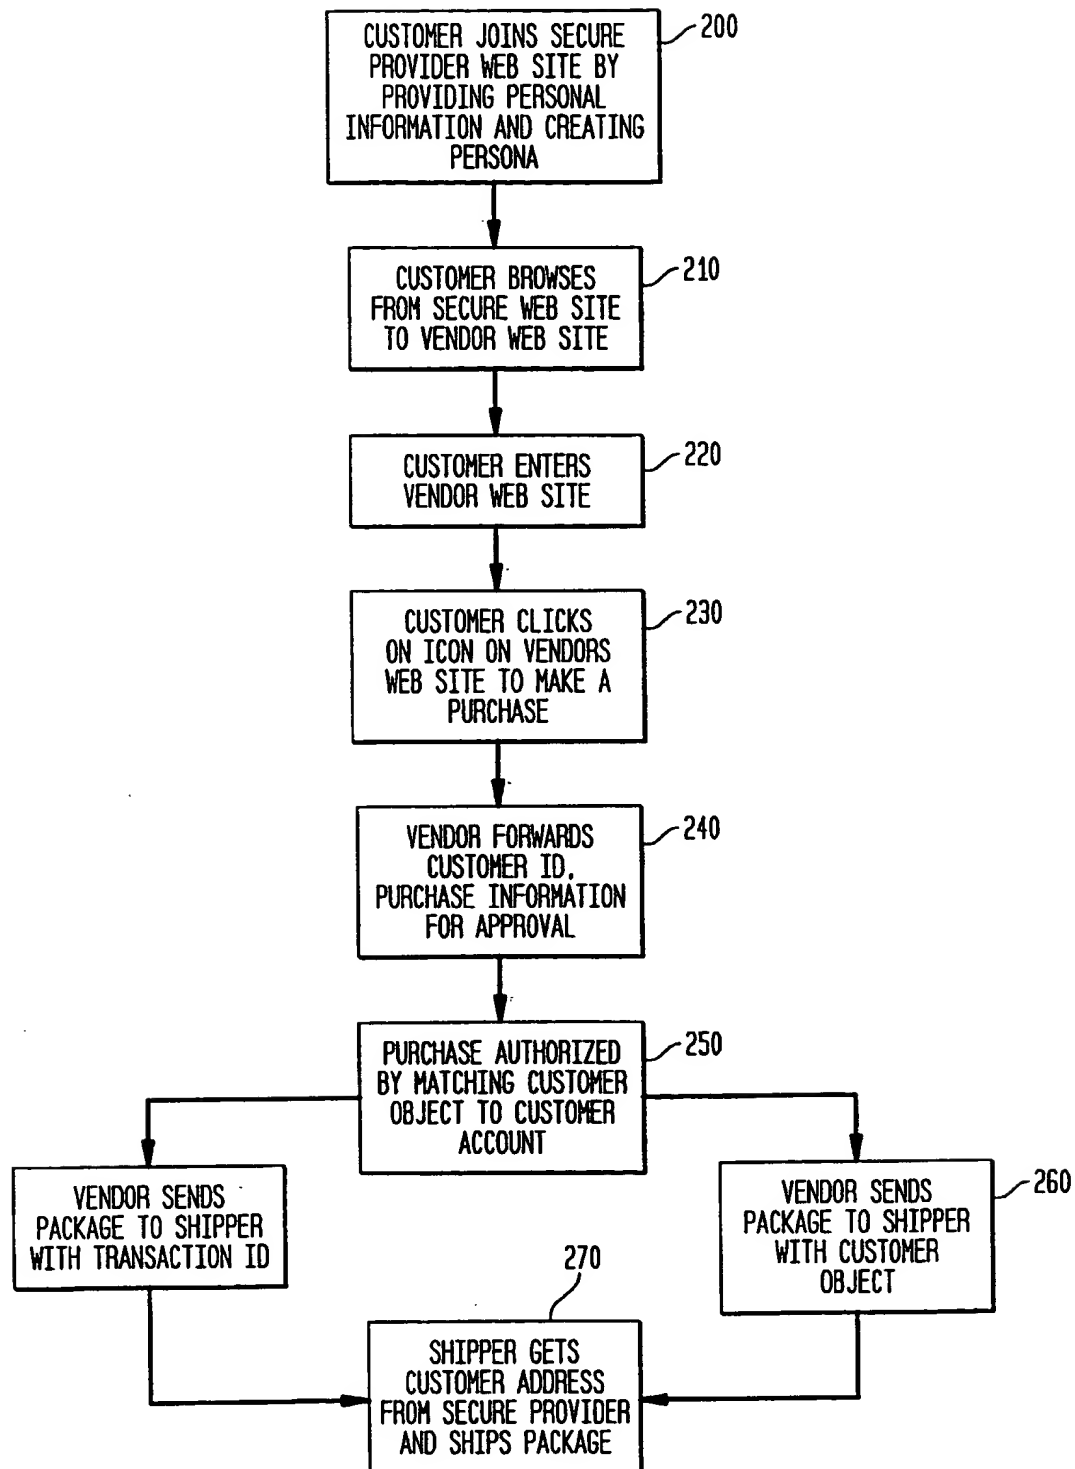 CUSTOMER JOINS SECURE
PROVIDER WEB SITE BY
PROVIDING PERSONAL
INFORMATION AND CREATING
PERSONA
200
CUSTOMER BROWSES
FROM SECURE WEB SITE
TO VENDOR WEB SITE
210
CUSTOMER ENTERS
VENDOR WEB SITE
220
CUSTOMER CLICKS
ON ICON ON VENDORS
WEB SITE TO MAKE A
PURCHASE
230
VENDOR FORWARDS
CUSTOMER ID.
PURCHASE INFORMATION
FOR APPROVAL
240
PURCHASE AUTHORIZED
BY MATCHING CUSTOMER
OBJECT TO CUSTOMER
ACCOUNT
250
VENDOR SENDS
PACKAGE TO SHIPPER
WITH TRANSACTION ID
VENDOR SENDS
PACKAGE TO SHIPPER
WITH CUSTOMER
OBJECT
260
270
SHIPPER GETS
CUSTOMER ADDRESS
FROM SECURE PROVIDER
AND SHIPS PACKAGE